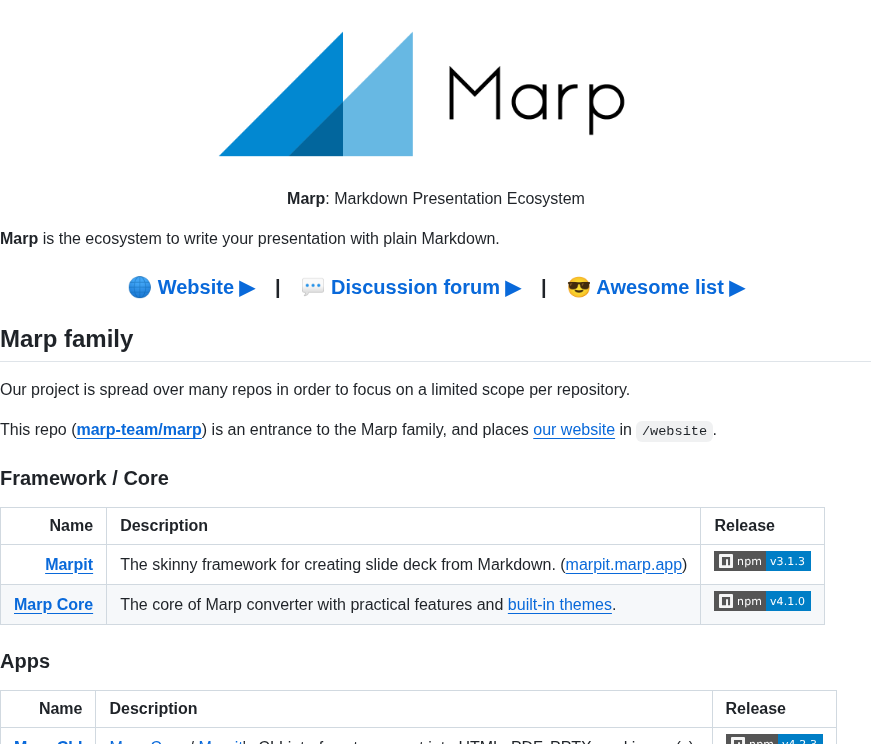 Marp
Marp: Markdown Presentation Ecosystem
Marp is the ecosystem to write your presentation with plain Markdown.
🌐 Website ▶ | 💬 Discussion forum ▶ | 😎 Awesome list ▶
Marp family
Our project is spread over many repos in order to focus on a limited scope per repository.
This repo (marp-team/marp) is an entrance to the Marp family, and places our website in /website.
Framework / Core
Name Description Release
Marpit The skinny framework for creating slide deck from Markdown. (marpit.marp.app) npm v3.1.3
Marp Core The core of Marp converter with practical features and built-in themes. npm v4.1.0
Apps
Name Description Release